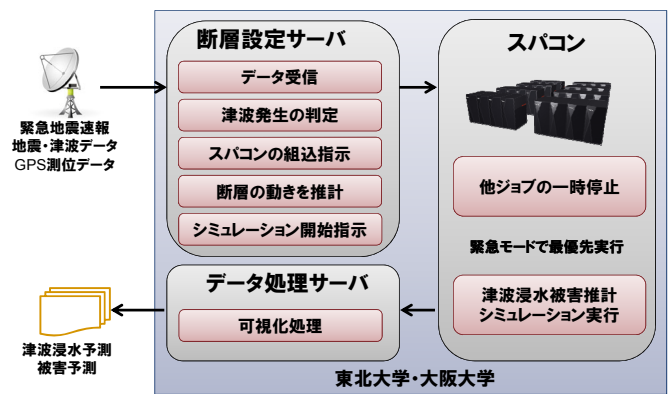 緊急地震速報
地震・津波データ
GPS測位データ
断層設定サーバ
データ受信
津波発生の判定
スパコンの組込指示
断層の動きを推計
シミュレーション開始指示
スパコン
他ジョブの一時停止
緊急モードで最優先実行
津波浸水被害推計
シミュレーション実行
データ処理サーバ
可視化処理
津波浸水予測
被害予測
東北大学・大阪大学